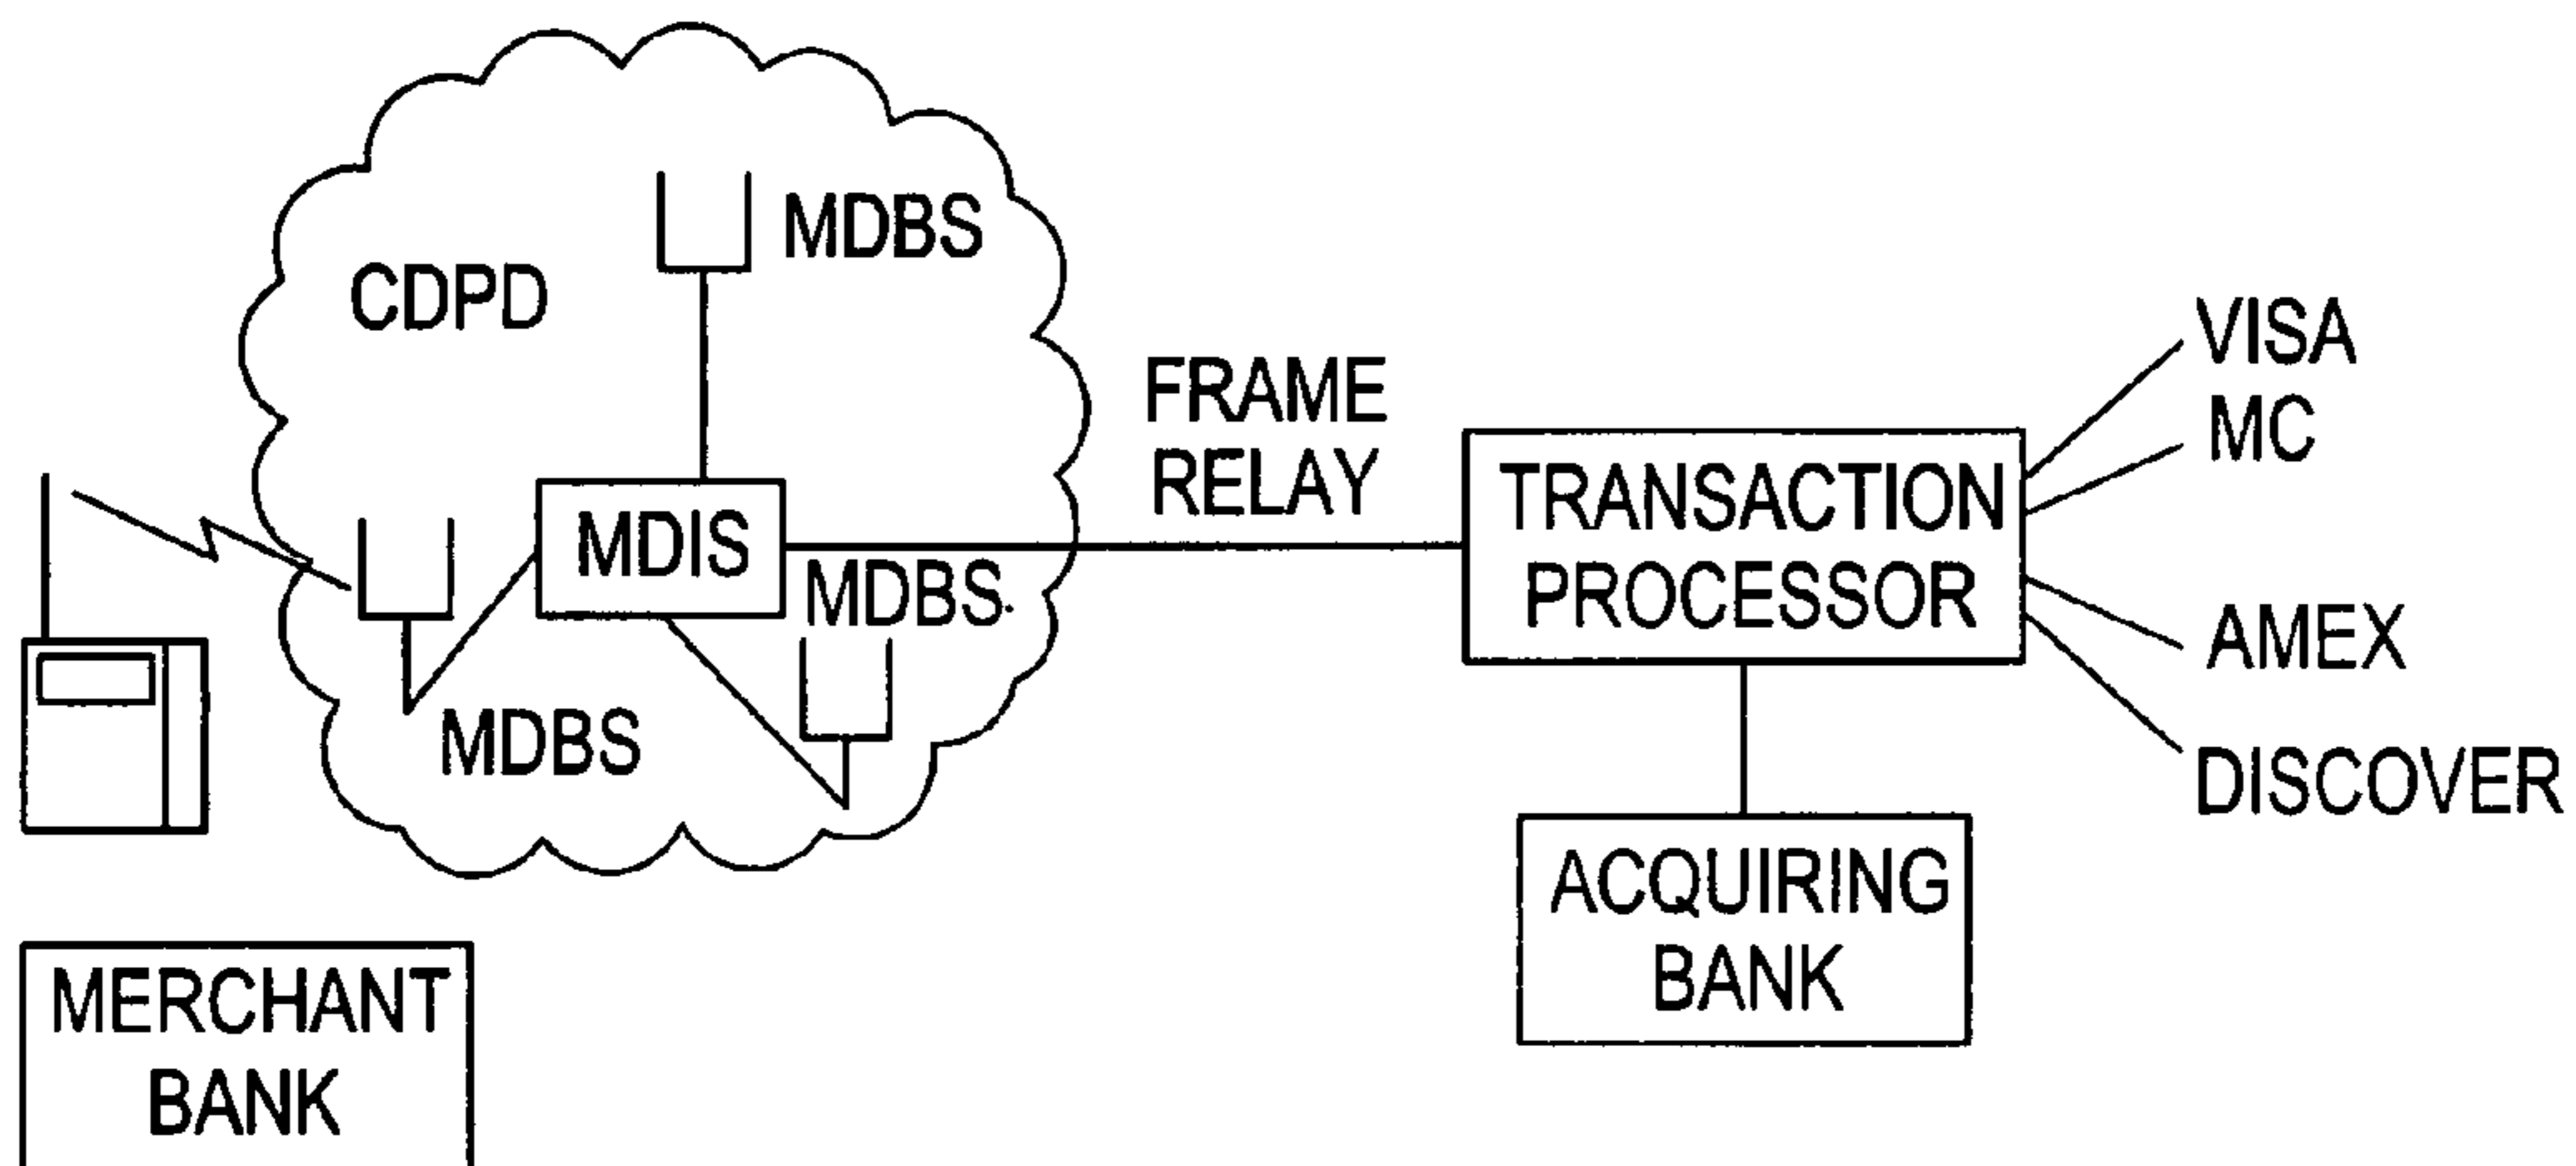 MDBS
CDPD
FRAME
RELAY
VISA
MC
MDIS
MDBS
TRANSACTION
PROCESSOR
AMEX
MDBS
DISCOVER
ACQUIRING
BANK
MERCHANT
BANK